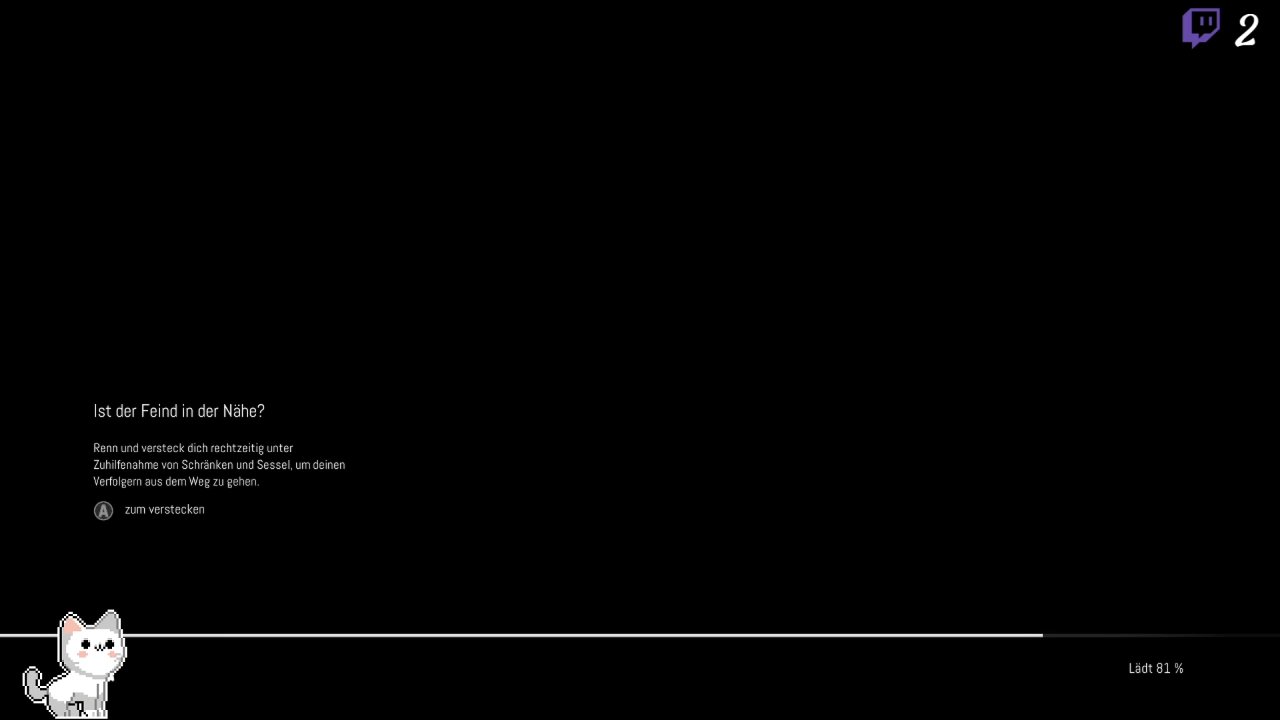 2
Ist der Feind in der Nähe?
Renn und versteck dich rechtzeitig unter
Zuhilfenahme von Schränken und Sessel, um deinen
Verfolgern aus dem Weg zu gehen.
A zum verstecken
Lädt 81 %